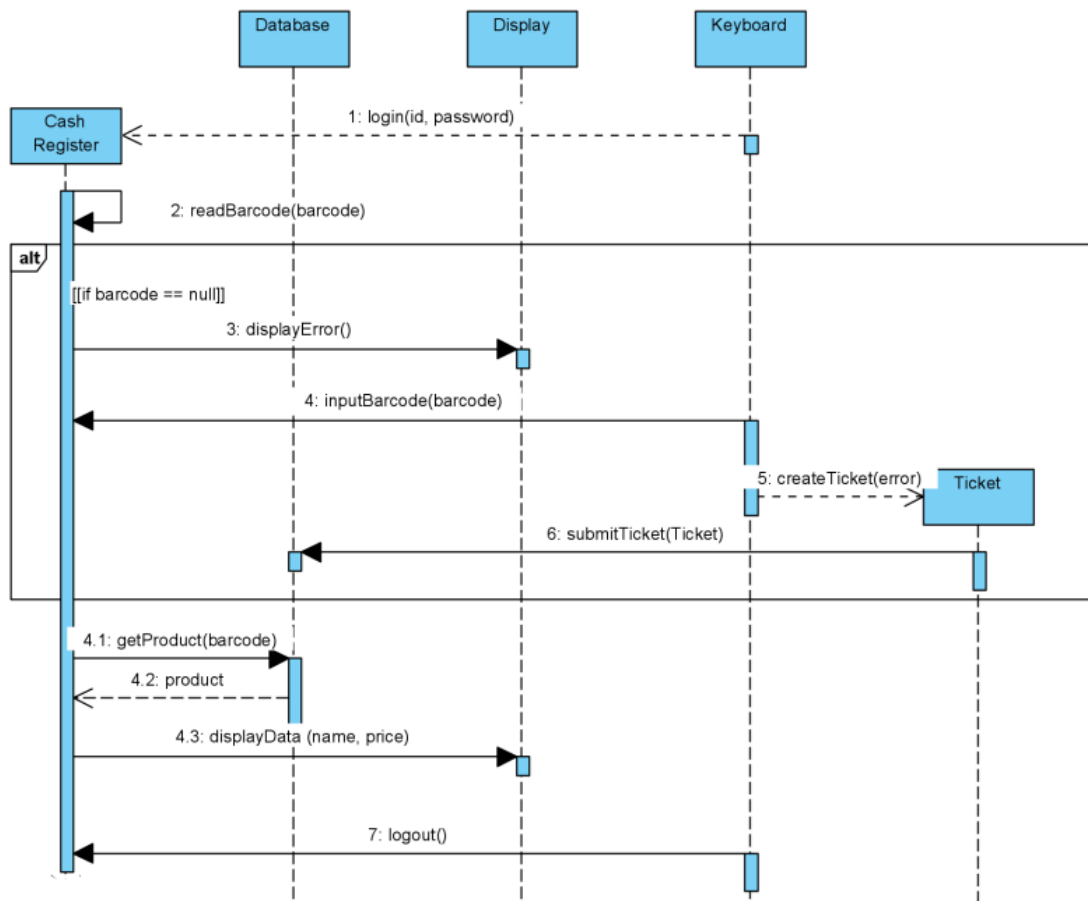 Database
Display
Keyboard
1: login(id, password)
Cash
Register
2: readBarcode(barcode)
alt
[[if barcode == null]]
3: displayError()
4: inputBarcode(barcode)
5: createTicket(error)
Ticket
6: submitTicket(Ticket)
4.1: getProduct(barcode)
4.2: product
4.3: displayData (name, price)
7: logout()